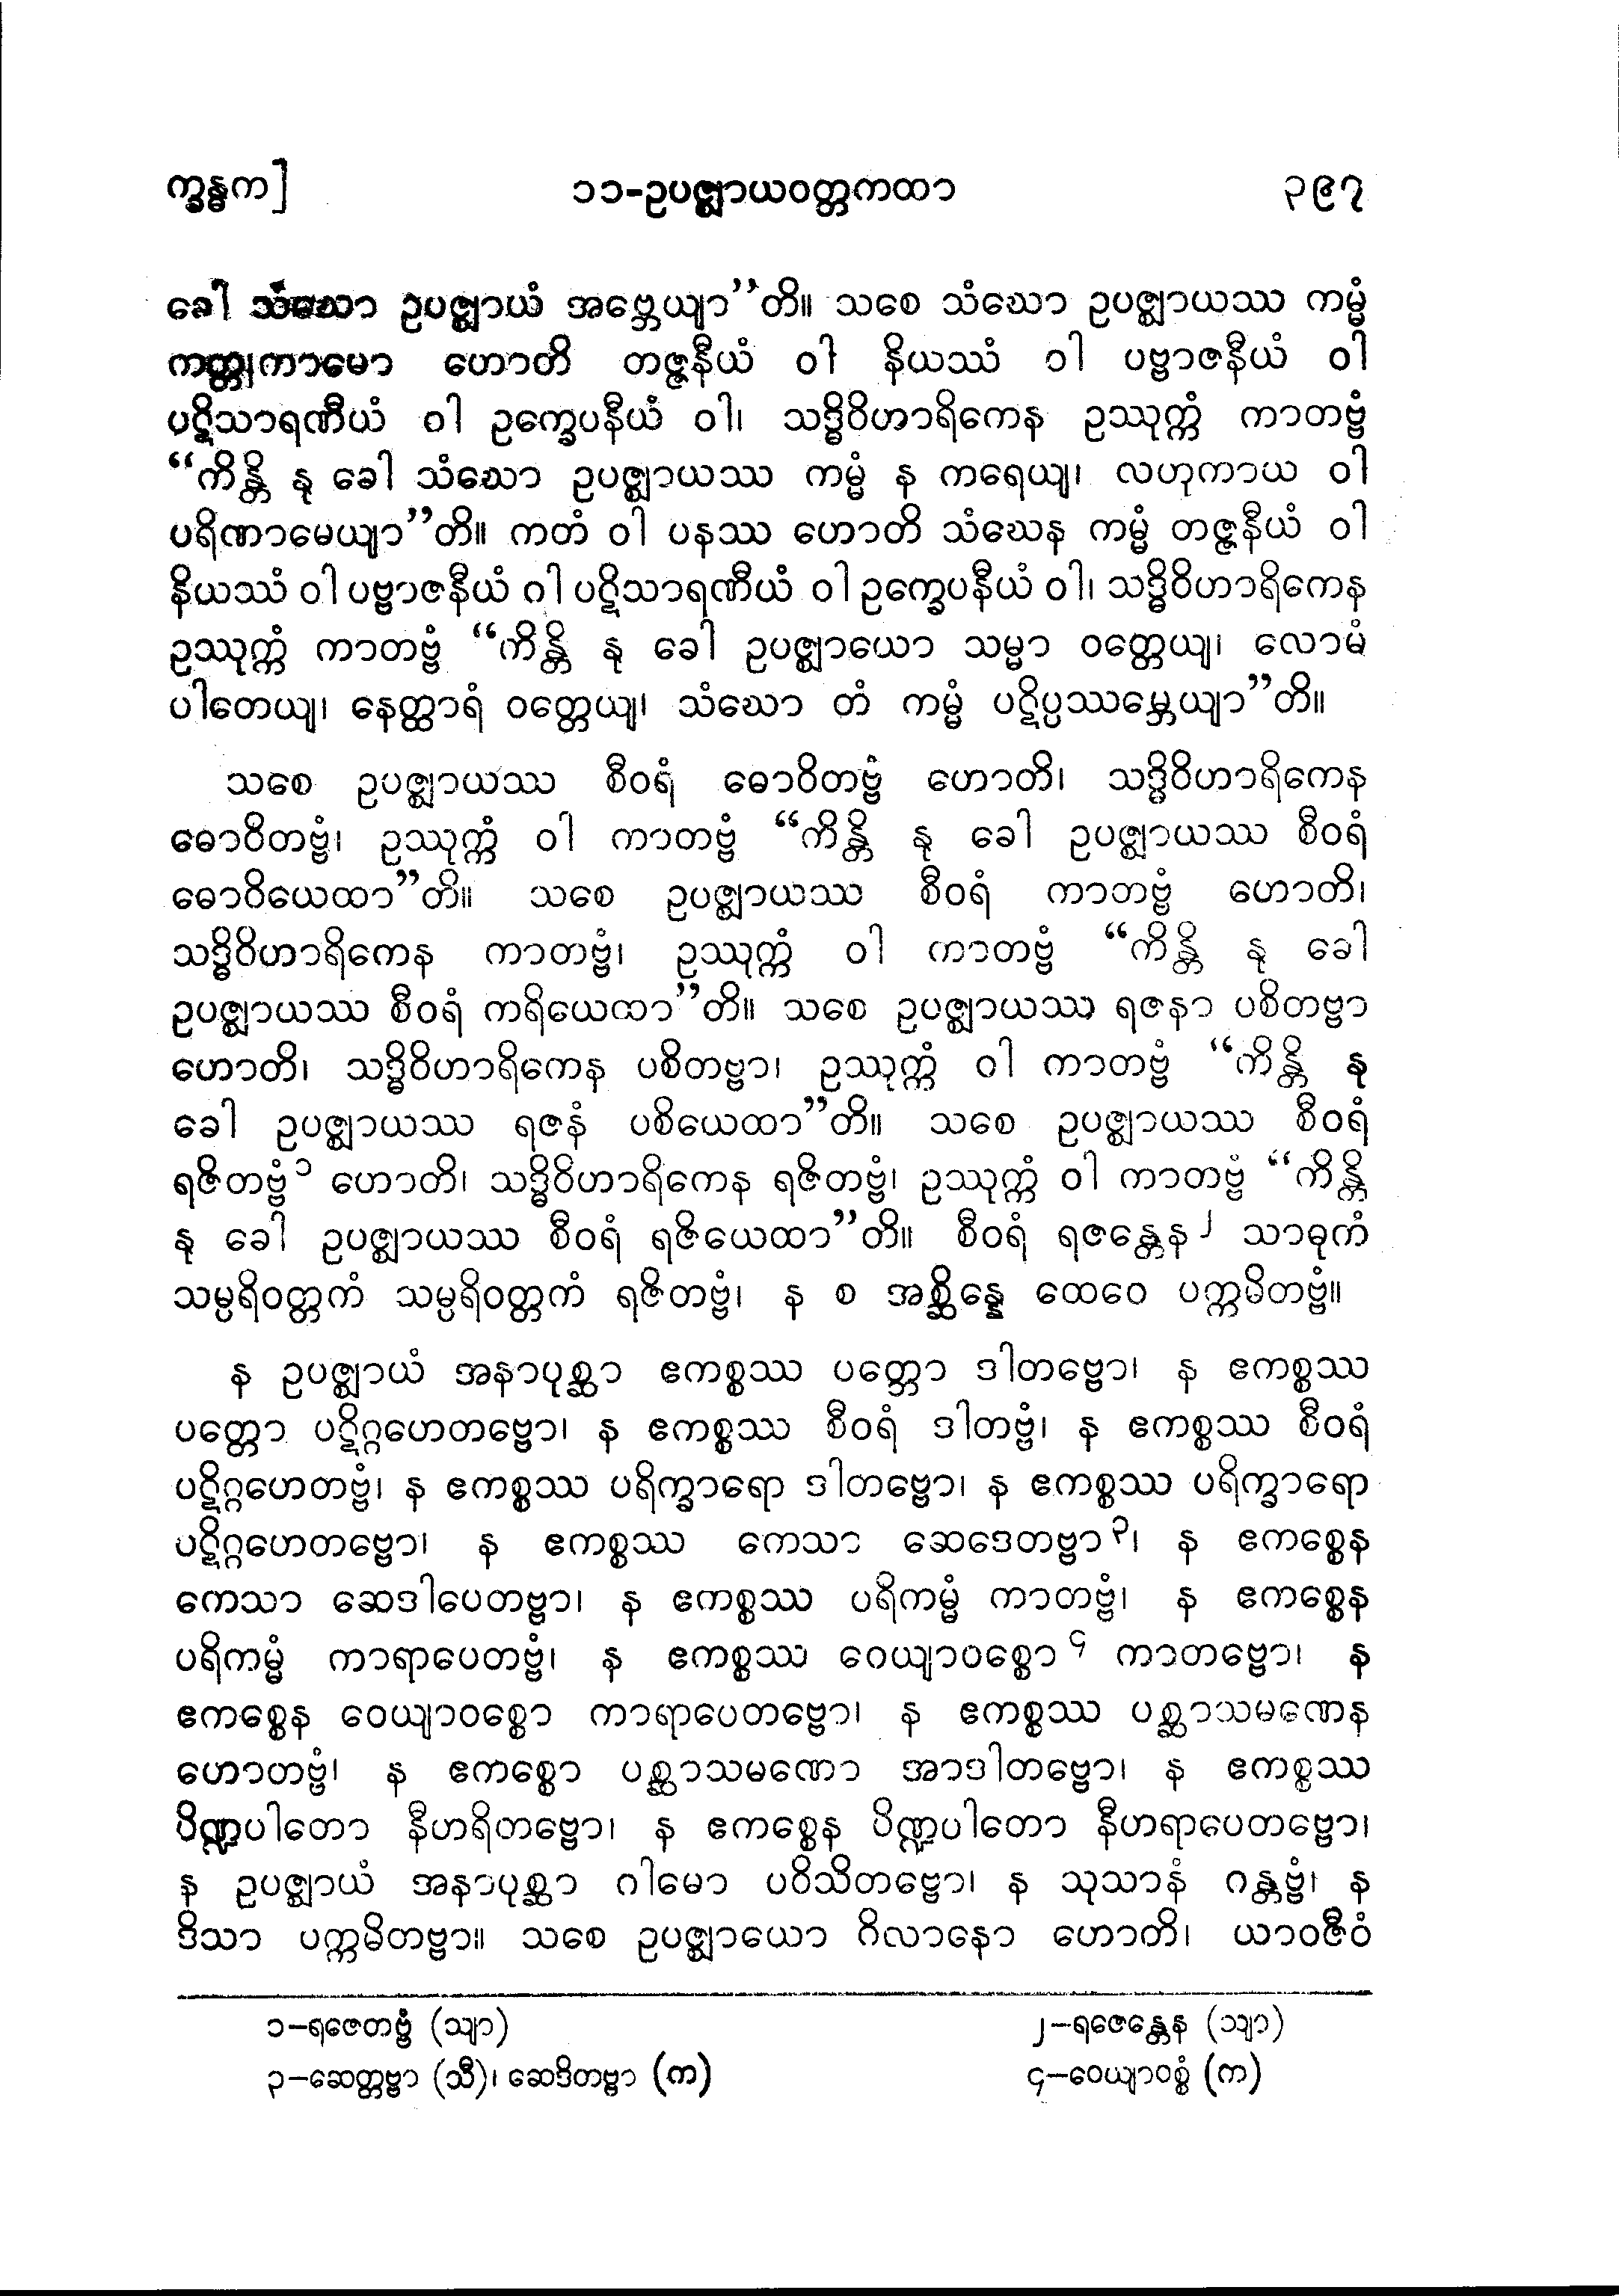 က္ခန္ဓက]
၁၁-ဥပဇ္ဈာယဝတ္တကထာ
၃၉၇
ခေါ သံဃော ဥပဇ္ဈာယံ အဗ္ဘေယျာ”တိ။ သစေ သံဃော ဥပဇ္ဈာယဿ ကမ္မံ
ကတ္တုကာမော ဟောတိ တဇ္ဇနီယံ ဝါ နိယဿံ ဝါ ပဗ္ဗာဇနီယံ ဝါ
ပဋိသာရဏီယံ ဝါ ဥက္ခေပနီယံ ဝါ၊ သဒ္ဓိဝိဟာရိကေန ဥဿုက္ကံ ကာတဗ္ဗံ
“ကိန္တိ နု ခေါ သံဃော ဥပဇ္ဈာယဿ ကမ္မံ န ကရေယျ၊ လဟုကာယ ဝါ
ပရိဏာမေယျာ”တိ။ ကတံ ဝါ ပနဿ ဟောတိ သံဃေန ကမ္မံ တဇ္ဇနီယံ ဝါ
နိယဿံ ဝါ ပဗ္ဗာဇနီယံ ဂါ ပဋိသာရဏီယံ ဝါ ဥက္ခေပနီယံ ဝါ၊ သဒ္ဓိဝိဟာရိကေန
ဥဿုက္ကံ ကာတဗ္ဗံ “ကိန္တိ နု ခေါ ဥပဇ္ဈာယော သမ္မာ ဝတ္တေယျ၊ လောမံ
ပါတေယျ၊ နေတ္ထာရံ ဝတ္တေယျ၊ သံဃော တံ ကမ္မံ ပဋိပ္ပဿမ္ဘေယျာ”တိ။
သစေ ဥပဇ္ဈာယဿ စီဝရံ ဓောဝိတဗ္ဗံ ဟောတိ၊ သဒ္ဓိဝိဟာရိကေန
ဓောဝိတဗ္ဗံ၊ ဥဿုက္ကံ ဝါ ကာတဗ္ဗံ “ကိန္တိ နု ခေါ ဥပဇ္ဈာယဿ စီဝရံ
ဓောဝိယေထာ”တိ။ သစေ ဥပဇ္ဈာယဿ စီဝရံ ကာတဗ္ဗံ ဟောတိ၊
သဒ္ဓိဝိဟာရိကေန ကာတဗ္ဗံ၊ ဥဿုက္ကံ ဝါ ကာတဗ္ဗံ “ကိန္တိ နု ခေါ
ဥပဇ္ဈာယဿ စီဝရံ ကရိယေထာ”တိ။ သစေ ဥပဇ္ဈာယဿ ရဇနာ ပစိတဗ္ဗာ
ဟောတိ၊ သဒ္ဓိဝိဟာရိကေန ပစိတဗ္ဗာ၊ ဥဿုက္ကံ ဝါ ကာတဗ္ဗံ “ကိန္တိ နု
ခေါ ဥပဇ္ဈာယဿ ရဇနံ ပစိယေထာ”တိ။ သစေ ဥပဇ္ဈာယဿ စီဝရံ
ရဇိတဗ္ဗံ၁ ဟောတိ၊ သဒ္ဓိဝိဟာရိကေန ရဇိတဗ္ဗံ၊ ဥဿုက္ကံ ဝါ ကာတဗ္ဗံ “ကိန္တိ
နု ခေါ ဥပဇ္ဈာယဿ စီဝရံ ရဇိယေထာ”တိ။ စီဝရံ ရဇန္တေန၂ သာဓုကံ
သမ္ပရိဝတ္တကံ သမ္ပရိဝတ္တကံ ရဇိတဗ္ဗံ၊ န စ အစ္ဆိန္နေ ထေဝေ ပက္ကမိတဗ္ဗံ။
န ဥပဇ္ဈာယံ အနာပုစ္ဆာ ဧကစ္စဿ ပတ္တော ဒါတဗ္ဗော၊ န ဧကစ္စဿ
ပတ္တော ပဋိဂ္ဂဟေတဗ္ဗော၊ န ဧကစ္စဿ စီဝရံ ဒါတဗ္ဗံ၊ န ဧကစ္စဿ စီဝရံ
ပဋိဂ္ဂဟေတဗ္ဗံ၊ န ဧကစ္စဿ ပရိက္ခာရော ဒါတဗ္ဗော၊ န ဧကစ္စဿ ပရိက္ခာရော
ပဋိဂ္ဂဟေတဗ္ဗော၊ န ဧကစ္စဿ ကေသာ ဆေဒေတဗ္ဗာ၃၊ န ဧကစ္စေန
ကေသာ ဆေဒါပေတဗ္ဗာ၊ န ဧကစ္စဿ ပရိကမ္မံ ကာတဗ္ဗံ၊ န ဧကစ္စေန
ပရိကမ္မံ ကာရာပေတဗ္ဗံ၊ န ဧကစ္စဿ ဝေယျာဝစ္စော၄ ကာတဗ္ဗော၊ န
ဧကစ္စေန ဝေယျာဝစ္စော ကာရာပေတဗ္ဗော၊ န ဧကစ္စဿ ပစ္ဆာသမဏေန
ဟောတဗ္ဗံ၊ န ဧကစ္စော ပစ္ဆာသမဏော အာဒါတဗ္ဗော၊ န ဧကစ္စဿ
ပိဏ္ဍပါတော နီဟရိတဗ္ဗော၊ န ဧကစ္စေန ပိဏ္ဍပါတော နီဟရာပေတဗ္ဗော၊
န ဥပဇ္ဈာယံ အနာပုစ္ဆာ ဂါမော ပဝိသိတဗ္ဗော၊ န သုသာနံ ဂန္တဗ္ဗံ၊ န
ဒိသာ ပက္ကမိတဗ္ဗာ။ သစေ ဥပဇ္ဈာယော ဂိလာနော ဟောတိ၊ ယာဝဇီဝံ
၁-ရဇေတဗ္ဗံ (သျာ)
၂-ရဇေန္တေန (သျာ)
၃-ဆေတ္တဗ္ဗာ (သီ)၊ ဆေဒိတဗ္ဗာ (က)
၄-ဝေယျာဝစ္စံ (က)